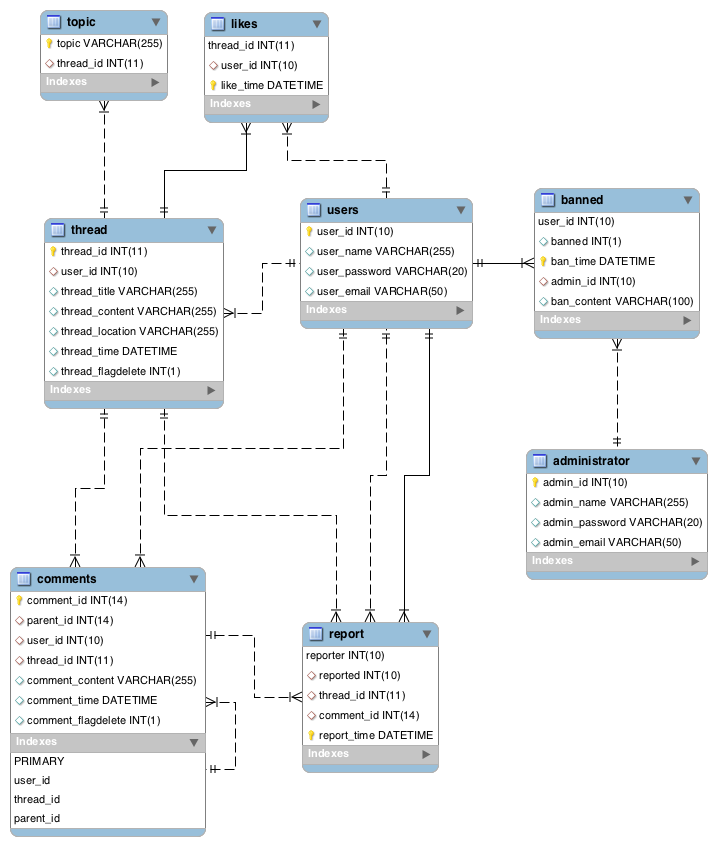 topic
topic VARCHAR(255)
thread_id INT(11)
Indexes
likes
thread_id INT(11)
user_id INT(10)
like_time DATETIME
Indexes
thread
thread_id INT(11)
user_id INT(10)
thread_title VARCHAR(255)
thread_content VARCHAR(255)
thread_location VARCHAR(255)
thread_time DATETIME
thread_flagdelete INT(1)
Indexes
users
user_id INT(10)
user_name VARCHAR(255)
user_password VARCHAR(20)
user_email VARCHAR(50)
Indexes
banned
user_id INT(10)
banned INT(1)
ban_time DATETIME
admin_id INT(10)
ban_content VARCHAR(100)
Indexes
administrator
admin_id INT(10)
admin_name VARCHAR(255)
admin_password VARCHAR(20)
admin_email VARCHAR(50)
Indexes
comments
comment_id INT(14)
parent_id INT(14)
user_id INT(10)
thread_id INT(11)
comment_content VARCHAR(255)
comment_time DATETIME
comment_flagdelete INT(1)
Indexes
PRIMARY
user_id
thread_id
parent_id
report
reporter INT(10)
reported INT(10)
thread_id INT(11)
comment_id INT(14)
report_time DATETIME
Indexes